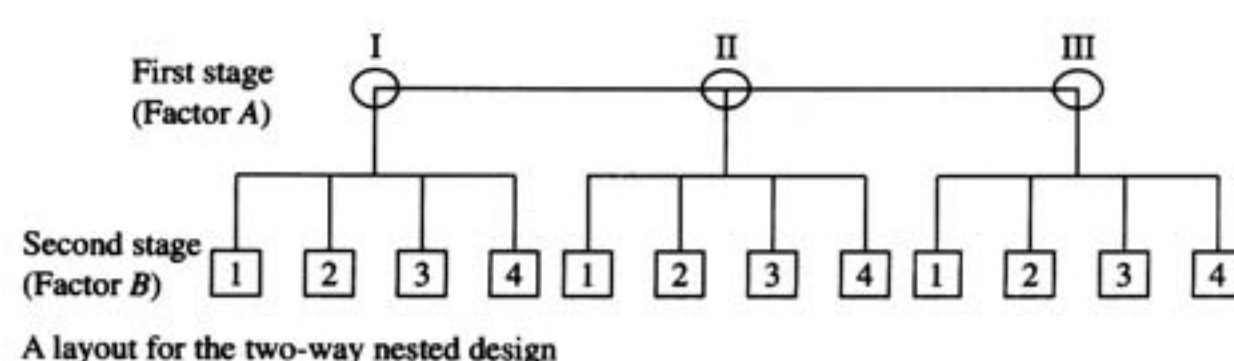 I II III
First stage
(Factor A)
Second stage
(Factor B)
1 2 3 4 1 2 3 4 1 2 3 4
A layout for the two-way nested design